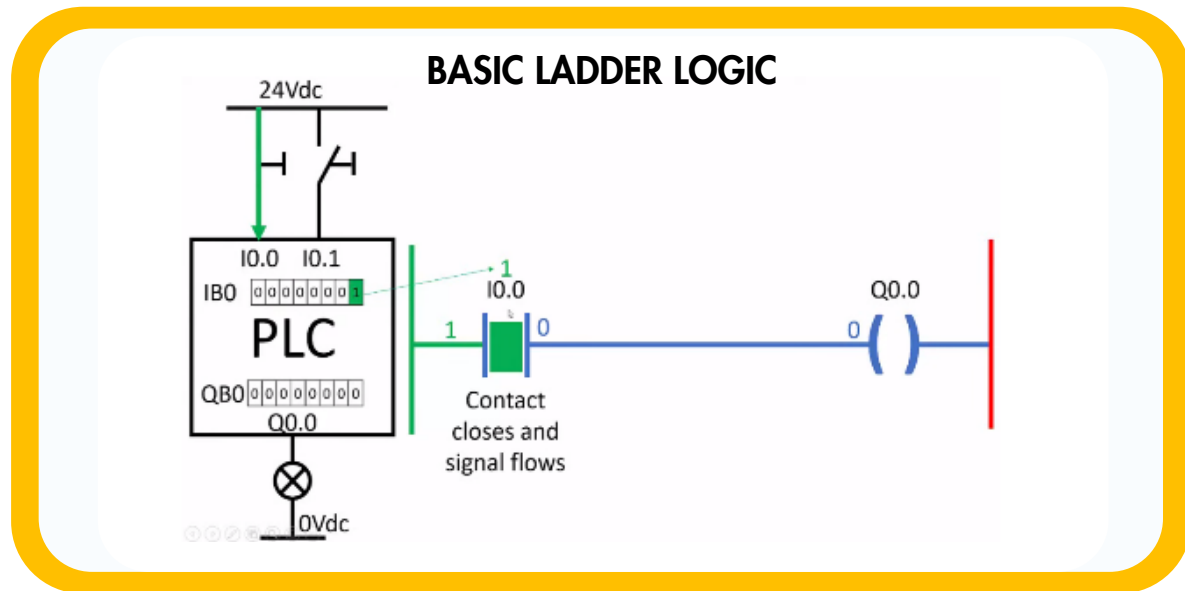 BASIC LADDER LOGIC
24Vdc
I0.0 I0.1
IB0 0 0 0 0 0 0 0 1
PLC
QB0 0 0 0 0 0 0 0 0
Q0.0
0Vdc
1
I0.0
1 0
Contact
closes and
signal flows
Q0.0
0